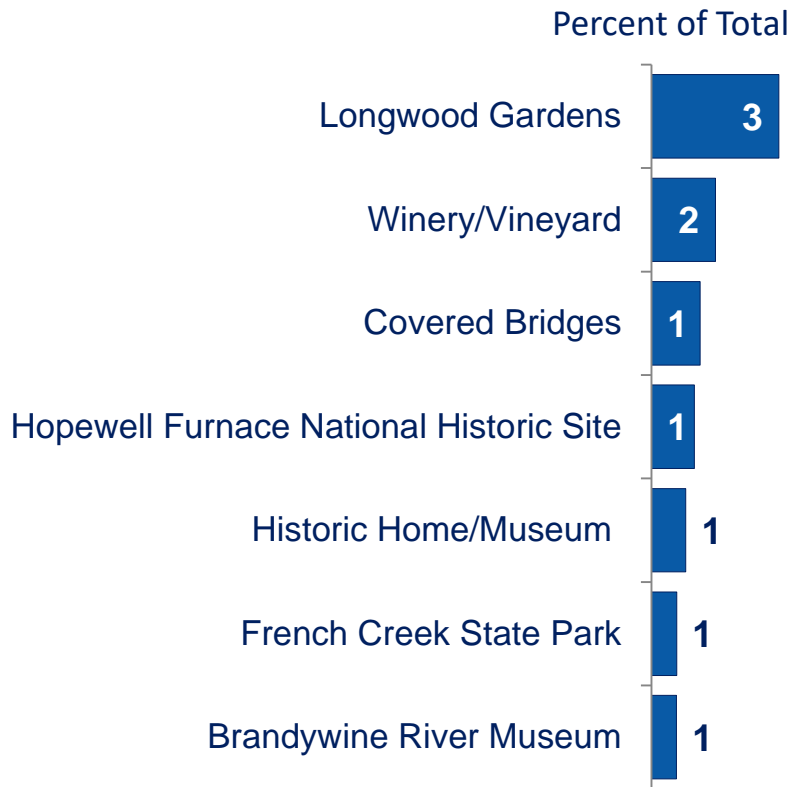 Percent of Total
Longwood Gardens 3
Winery/Vineyard 2
Covered Bridges 1
Hopewell Furnace National Historic Site 1
Historic Home/Museum 1
French Creek State Park 1
Brandywine River Museum 1